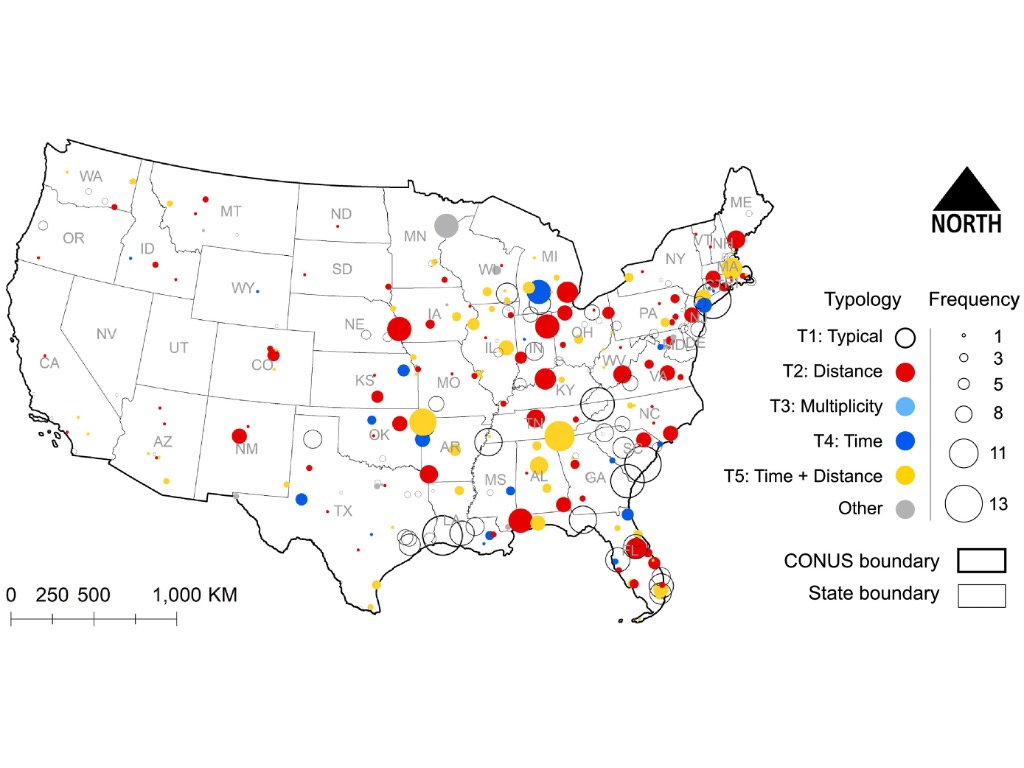 ME
WA
MT
ND
VT
NH
OR
MN
ID
SD
WI
MI
NY
MA
WY
NE
IA
PA
NJ
NV
UT
CO
IL
IN
OH
MD
DE
CA
KS
MO
WV
VA
KY
AZ
NM
OK
AR
TN
NC
SC
TX
LA
MS
AL
GA
FL
NORTH
Typology
Frequency
T1: Typical
1
3
T2: Distance
5
T3: Multiplicity
8
T4: Time
11
T5: Time + Distance
13
Other
CONUS boundary
State boundary
0 250 500 1,000 KM